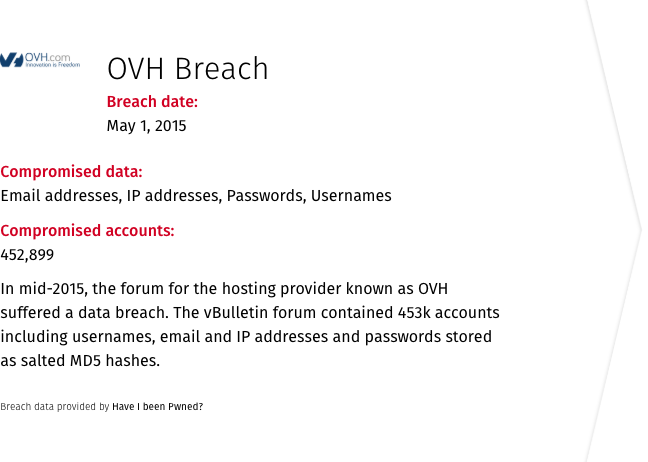 OVH.com
Innovation is Freedom
OVH Breach
Breach date:
May 1, 2015
Compromised data:
Email addresses, IP addresses, Passwords, Usernames
Compromised accounts:
452,899
In mid-2015, the forum for the hosting provider known as OVH
suffered a data breach. The vBulletin forum contained 453k accounts
including usernames, email and IP addresses and passwords stored
as salted MD5 hashes.
Breach data provided by Have I been Pwned?